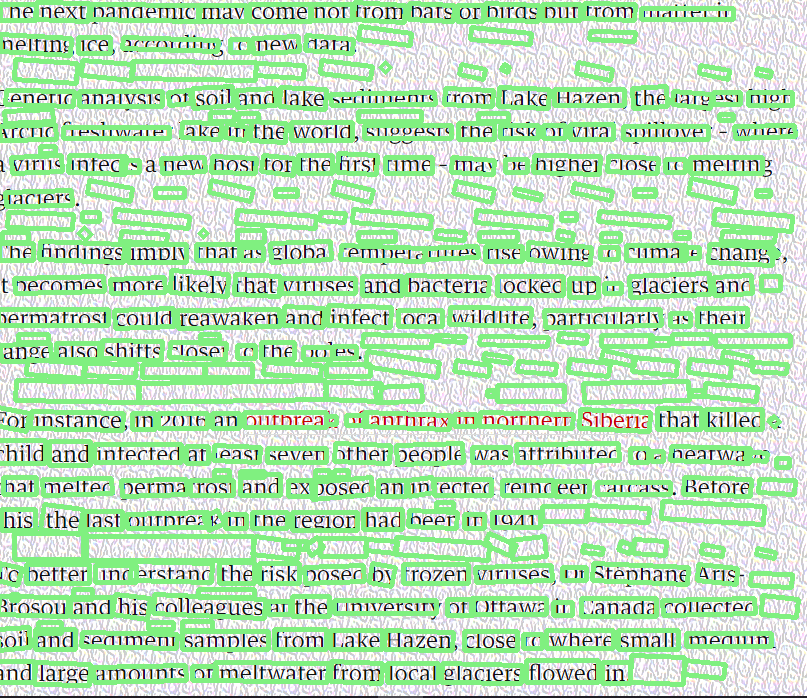 The next pandemic may come not from bats or birds but from matter in
melting ice, according to new data.
Genetic analysis of soil and lake sediments from Lake Hazen, the largest high
Arctic freshwater lake in the world, suggests the risk of viral spillover - where
a virus infects a new host for the first time - may be higher close to melting
glaciers.
The findings imply that as global temperatures rise owing to climate change,
it becomes more likely that viruses and bacteria locked up in glaciers and
permafrost could reawaken and infect local wildlife, particularly as their
range also shifts closer to the poles.
For instance, in 2016 an outbreak of anthrax in northern Siberia that killed a
child and infected at least seven other people was attributed to a heatwave
that melted permafrost and exposed an infected reindeer carcass. Before
this, the last outbreak in the region had been in 1941.
To better understand the risk posed by frozen viruses, Dr Stéphane Aris-
Brosou and his colleagues at the University of Ottawa in Canada collected
soil and sediment samples from Lake Hazen, close to where small, medium
and large amounts of meltwater from local glaciers flowed in.